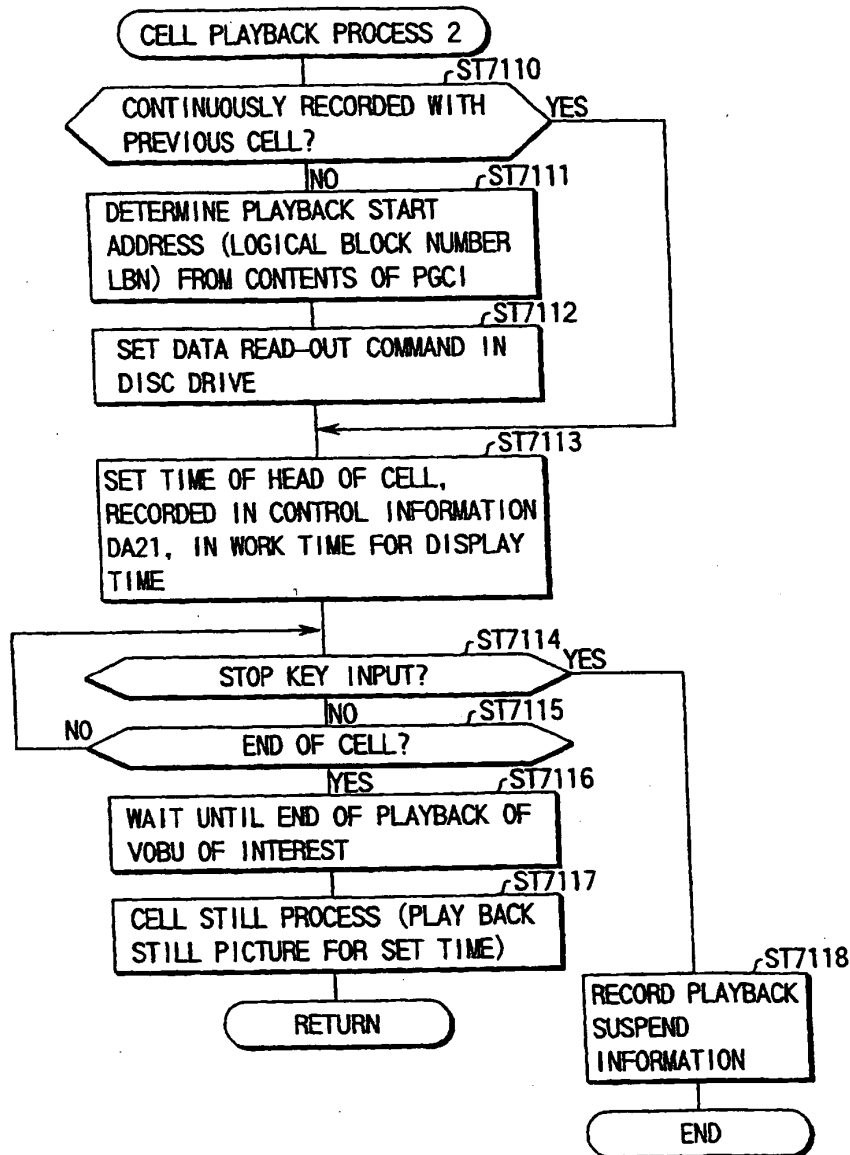 CELL PLAYBACK PROCESS 2
ST7110
CONTINUOUSLY RECORDED WITH
PREVIOUS CELL?
YES
NO
ST7111
DETERMINE PLAYBACK START
ADDRESS (LOGICAL BLOCK NUMBER
LBN) FROM CONTENTS OF PGCI
ST7112
SET DATA READ-OUT COMMAND IN
DISC DRIVE
ST7113
SET TIME OF HEAD OF CELL,
RECORDED IN CONTROL INFORMATION
DA21, IN WORK TIME FOR DISPLAY
TIME
ST7114
STOP KEY INPUT?
YES
NO
ST7115
END OF CELL?
NO
YES
ST7116
WAIT UNTIL END OF PLAYBACK OF
VOBU OF INTEREST
ST7117
CELL STILL PROCESS (PLAY BACK
STILL PICTURE FOR SET TIME)
RETURN
ST7118
RECORD PLAYBACK
SUSPEND
INFORMATION
END